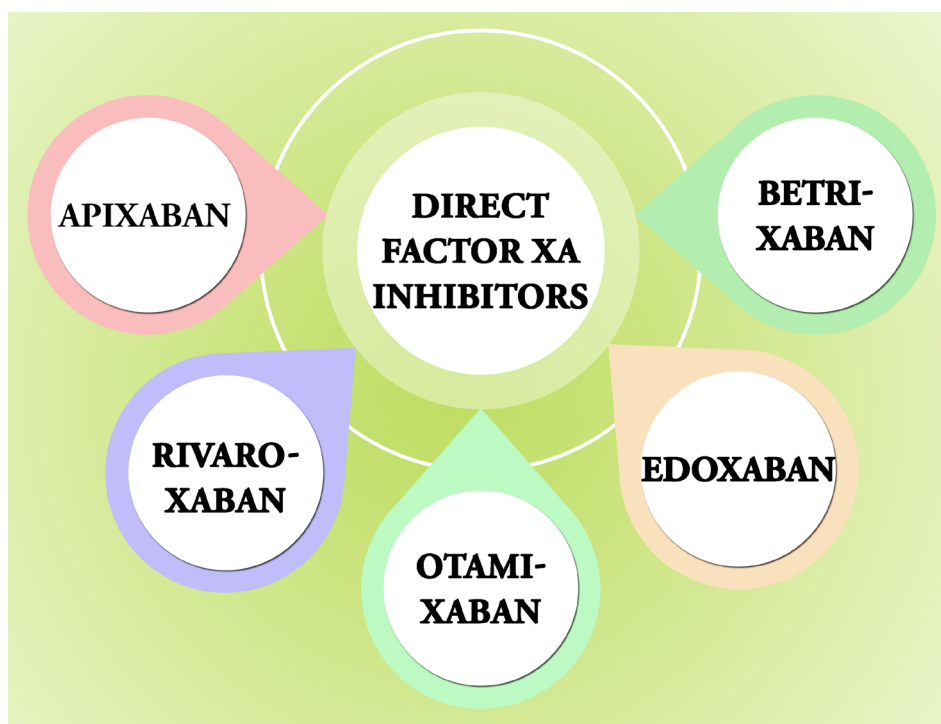 DIRECT
FACTOR XA
INHIBITORS
APIXABAN
RIVARO-
XABAN
OTAMI-
XABAN
EDOXABAN
BETRI-
XABAN